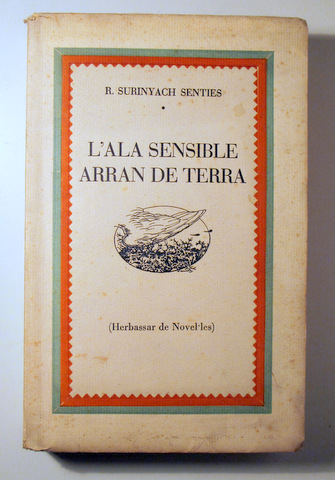 R. SURINYACH SENTIES
L'ALA SENSIBLE
ARRAN DE TERRA
(Herbassar de Novel·les)